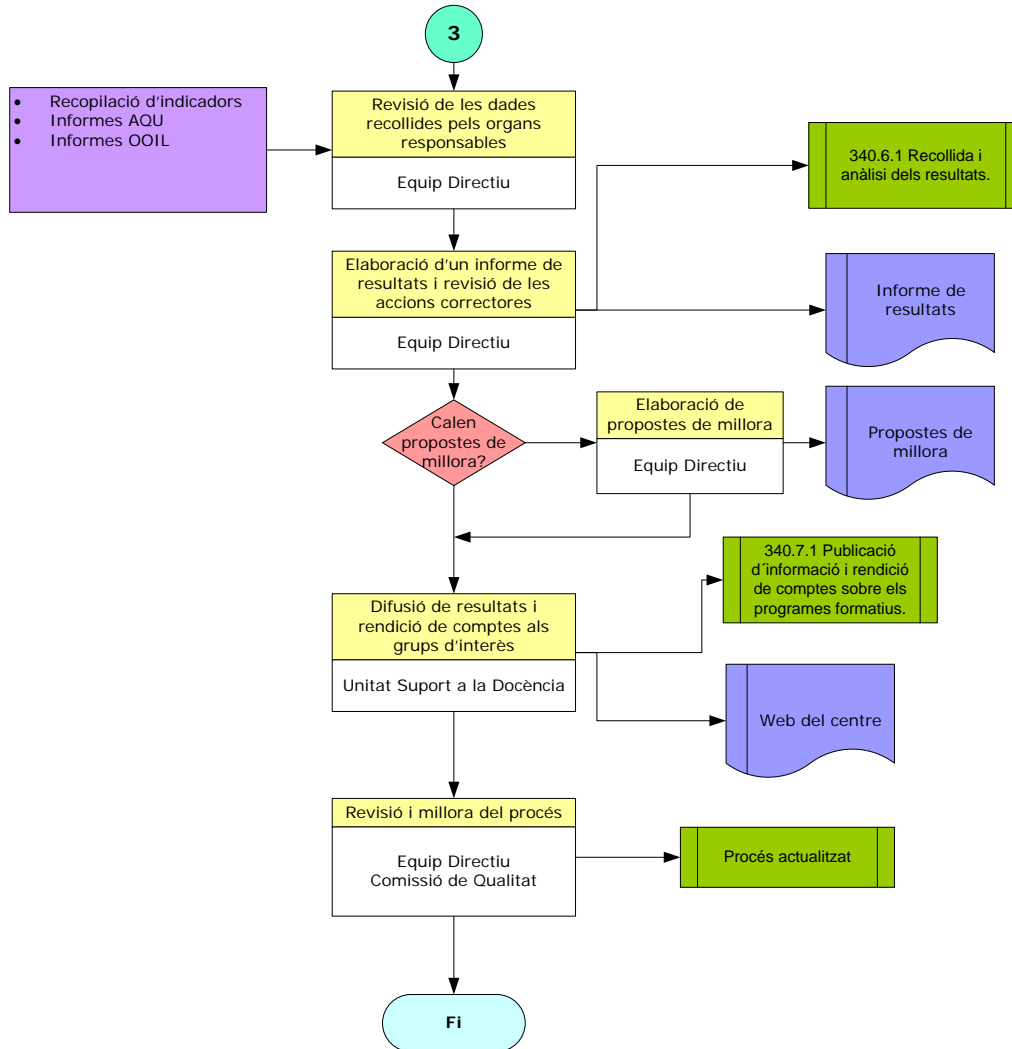 3
• Recopilació d'indicadors
• Informes AQU
• Informes OOIL
Revisió de les dades
recollides pels organs
responsables
Equip Directiu
340.6.1 Recollida i
anàlisi dels resultats.
Elaboració d'un informe de
resultats i revisió de les
accions correctores
Equip Directiu
Informe de
resultats
Calen
propostes de
millora?
Elaboració de
propostes de millora
Equip Directiu
Propostes de
millora
340.7.1 Publicació
d´informació i rendició
de comptes sobre els
programes formatius.
Difusió de resultats i
rendició de comptes als
grups d'interès
Unitat Suport a la Docència
Web del centre
Revisió i millora del procés
Equip Directiu
Comissió de Qualitat
Procés actualitzat
Fi